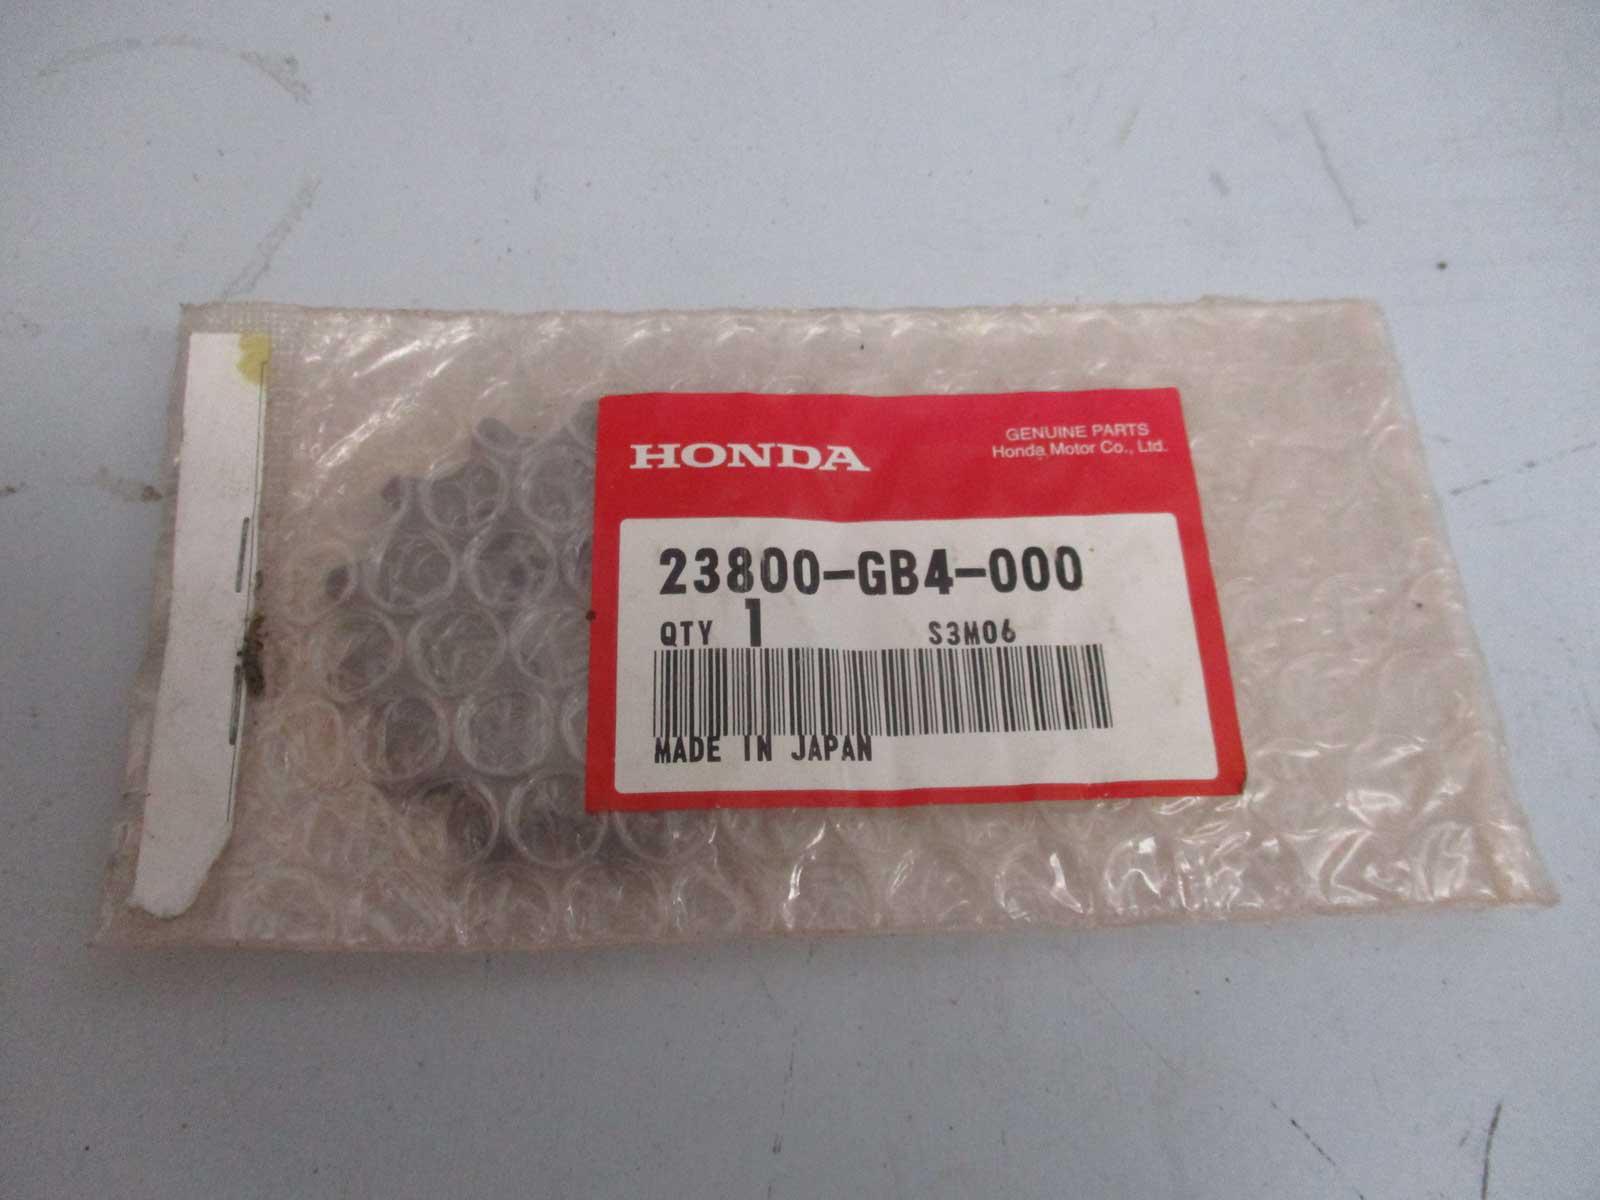 HONDA
GENUINE PARTS
Honda Motor Co., Ltd.
23800-GB4-000
QTY 1 S3M06
MADE IN JAPAN